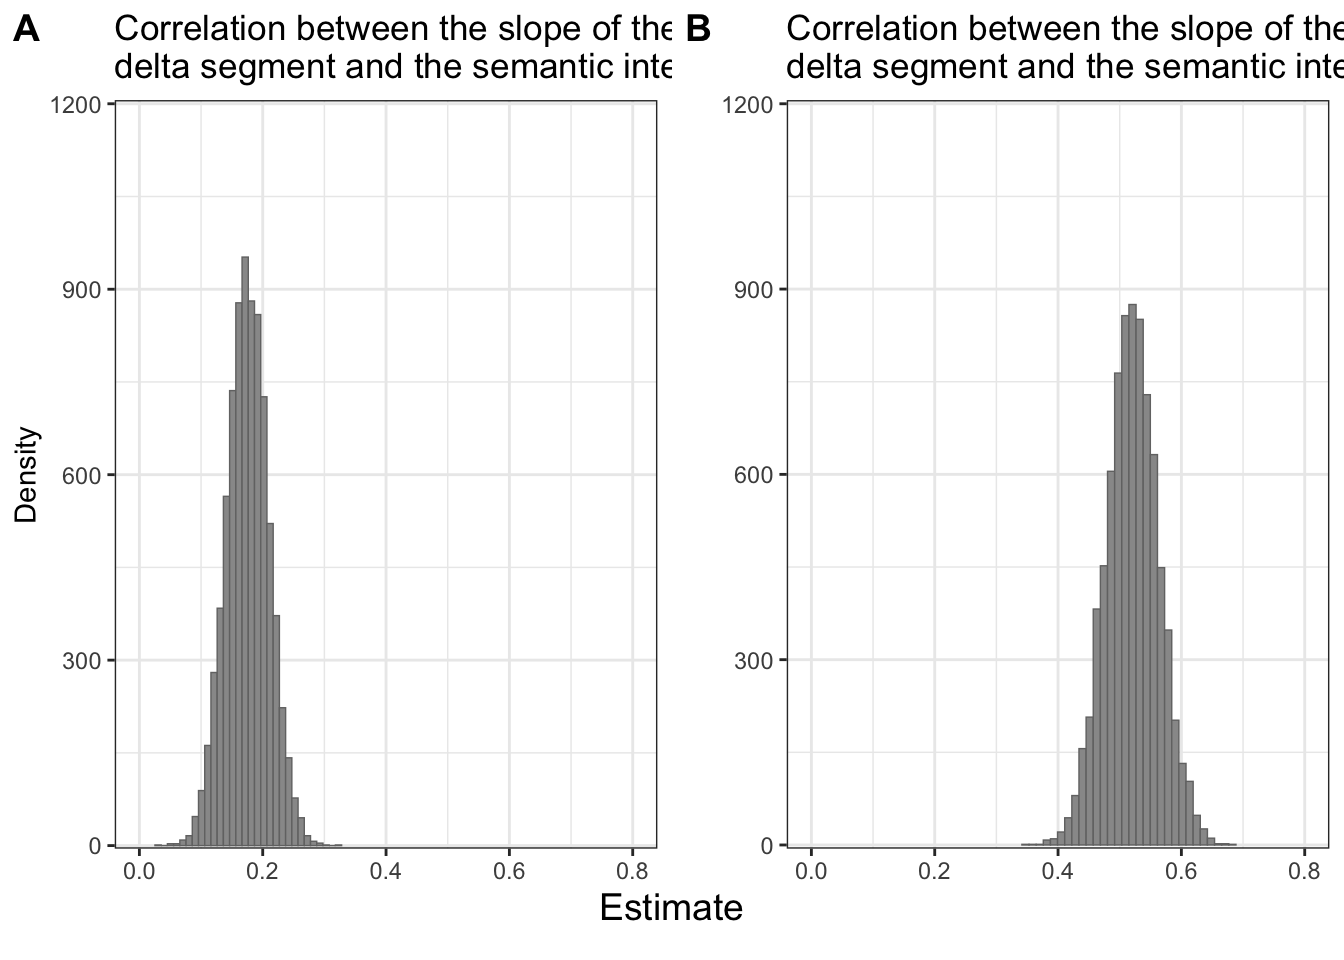 A
Correlation between the slope of the
delta segment and the semantic inte
B
Correlation between the slope of the
delta segment and the semantic inte
1200
900
600
300
0
Density
0.0 0.2 0.4 0.6 0.8
1200
900
600
300
0
0.0 0.2 0.4 0.6 0.8
Estimate